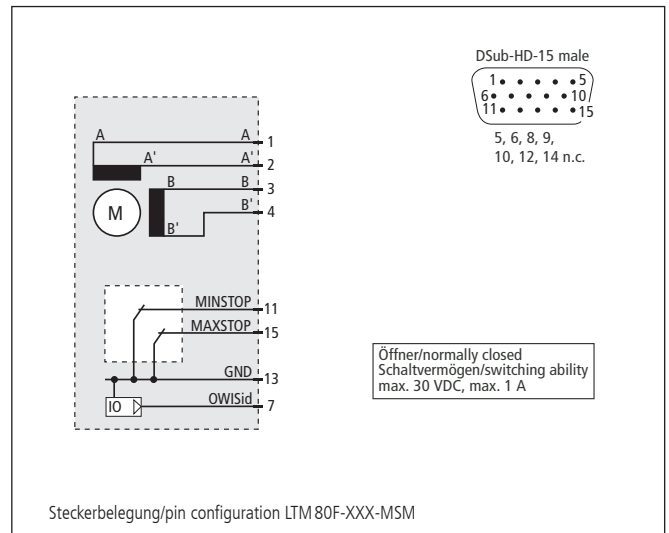 DSub-HD-15 male
1 5
6 10
11 15
5, 6, 8, 9,
10, 12, 14 n.c.
A A 1
A' A' 2
B B 3
B' B' 4
M
MINSTOP 11
MAXSTOP 15
GND 13
OWISid 7
IO
Öffner/normally closed
Schaltvermögen/switching ability
max. 30 VDC, max. 1 A
Steckerbelegung/pin configuration LTM 80F-XXX-MSM